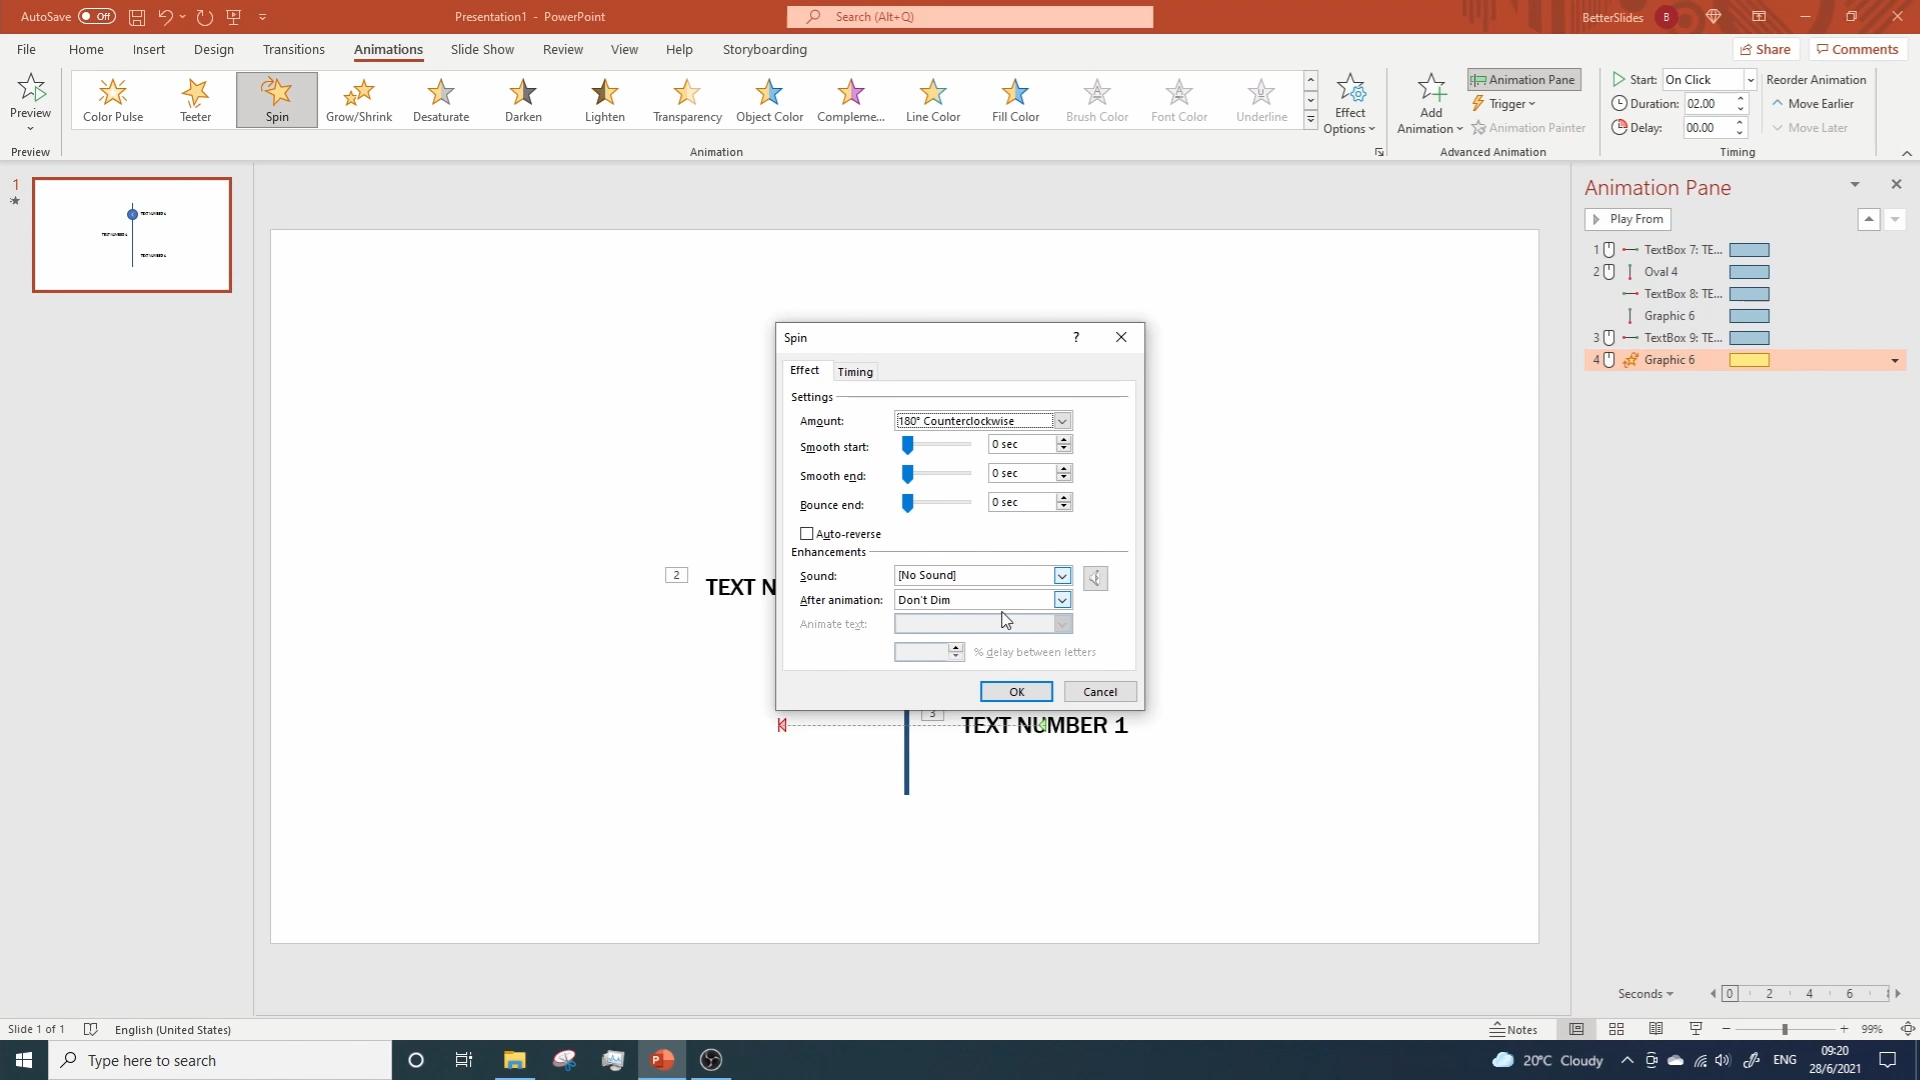 AutoSave Off Presentation1 - PowerPoint Search (Alt+Q) BetterSlides B
File Home Insert Design Transitions Animations Slide Show Review View Help Storyboarding Share Comments
Preview
Color Pulse Teeter Spin Grow/Shrink Desaturate Darken Lighten Transparency Object Color Compleme... Line Color Fill Color Brush Color Font Color Underline
Effect Options
Add Animation
Animation Pane
Trigger
Animation Painter
Start: On Click
Duration: 02.00
Delay: 00.00
Reorder Animation
Move Earlier
Move Later
Preview Animation Advanced Animation Timing
1
TEXT NUMBER 1
Animation Pane
Play From
1 TextBox 7: TE...
2 Oval 4
TextBox 8: TE...
Graphic 6
3 TextBox 9: TE...
4 Graphic 6
Spin ?
Effect Timing
Settings
Amount: 180° Counterclockwise
Smooth start: 0 sec
Smooth end: 0 sec
Bounce end: 0 sec
Auto-reverse
Enhancements
Sound: [No Sound]
After animation: Don't Dim
Animate text:
% delay between letters
OK Cancel
2 TEXT N
3 TEXT NUMBER 1
Seconds 0 2 4 6
Slide 1 of 1 English (United States) Notes 99%
Type here to search 20°C Cloudy ENG 09:20
28/6/2021